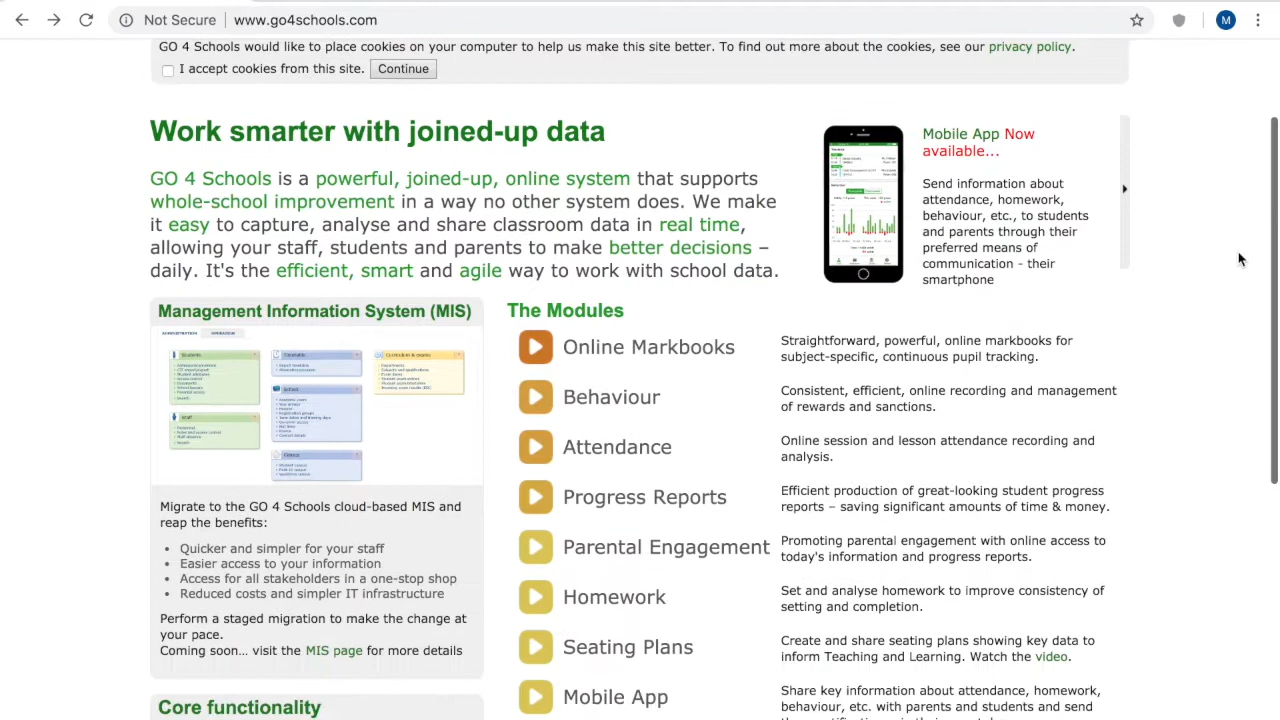 Not Secure
www.go4schools.com
M
GO 4 Schools would like to place cookies on your computer to help us make this site better. To find out more about the cookies, see our privacy policy.
I accept cookies from this site.
Continue
Work smarter with joined-up data
GO 4 Schools is a powerful, joined-up, online system that supports
whole-school improvement in a way no other system does. We make
it easy to capture, analyse and share classroom data in real time,
allowing your staff, students and parents to make better decisions –
daily. It's the efficient, smart and agile way to work with school data.
Mobile App Now
available...
Send information about
attendance, homework,
behaviour, etc., to students
and parents through their
preferred means of
communication - their
smartphone
Management Information System (MIS)
ADMINISTRATION
Students
Timetable
Curriculum & exams
School
Staff
Migrate to the GO 4 Schools cloud-based MIS and
reap the benefits:
• Quicker and simpler for your staff
• Easier access to your information
• Access for all stakeholders in a one-stop shop
• Reduced costs and simpler IT infrastructure
Perform a staged migration to make the change at
your pace.
Coming soon... visit the MIS page for more details
Core functionality
The Modules
Online Markbooks
Straightforward, powerful, online markbooks for
subject-specific, continuous pupil tracking.
Behaviour
Consistent, efficient, online recording and management
of rewards and sanctions.
Attendance
Online session and lesson attendance recording and
analysis.
Progress Reports
Efficient production of great-looking student progress
reports – saving significant amounts of time & money.
Parental Engagement
Promoting parental engagement with online access to
today's information and progress reports.
Homework
Set and analyse homework to improve consistency of
setting and completion.
Seating Plans
Create and share seating plans showing key data to
inform Teaching and Learning. Watch the video.
Mobile App
Share key information about attendance, homework,
behaviour, etc. with parents and students and send